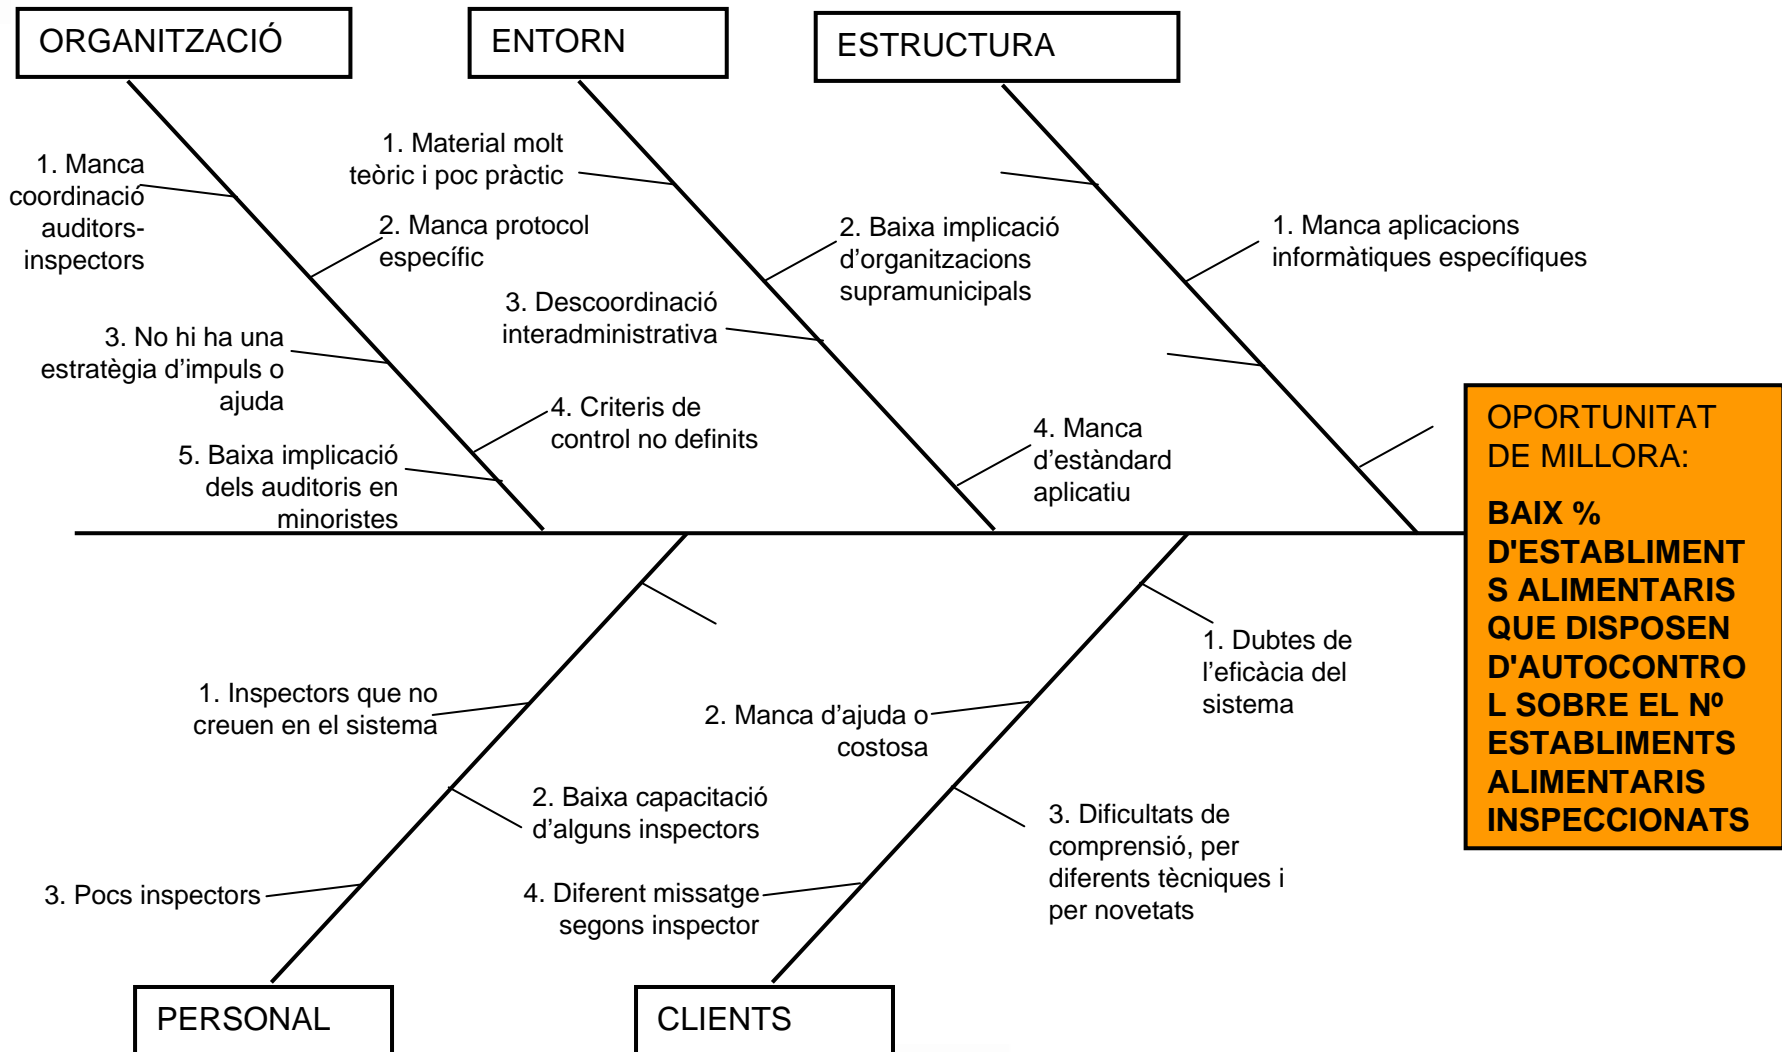 ORGANITZACIÓ
ENTORN
ESTRUCTURA
1. Manca
coordinació
auditors-
inspectors
2. Manca protocol
específic
3. No hi ha una
estratègia d’impuls o
ajuda
4. Criteris de
control no definits
5. Baixa implicació
dels auditoris en
minoristes
1. Material molt
teòric i poc pràctic
2. Baixa implicació
d’organitzacions
supramunicipals
3. Descoordinació
interadministrativa
4. Manca
d’estàndard
aplicatiu
1. Manca aplicacions
informàtiques específiques
OPORTUNITAT
DE MILLORA:
BAIX %
D'ESTABLIMENT
S ALIMENTARIS
QUE DISPOSEN
D'AUTOCONTRO
L SOBRE EL Nº
ESTABLIMENTS
ALIMENTARIS
INSPECCIONATS
1. Inspectors que no
creuen en el sistema
2. Baixa capacitació
d’alguns inspectors
3. Pocs inspectors
1. Dubtes de
l’eficàcia del
sistema
2. Manca d’ajuda o
costosa
3. Dificultats de
comprensió, per
diferents tècniques i
per novetats
4. Diferent missatge
segons inspector
PERSONAL
CLIENTS